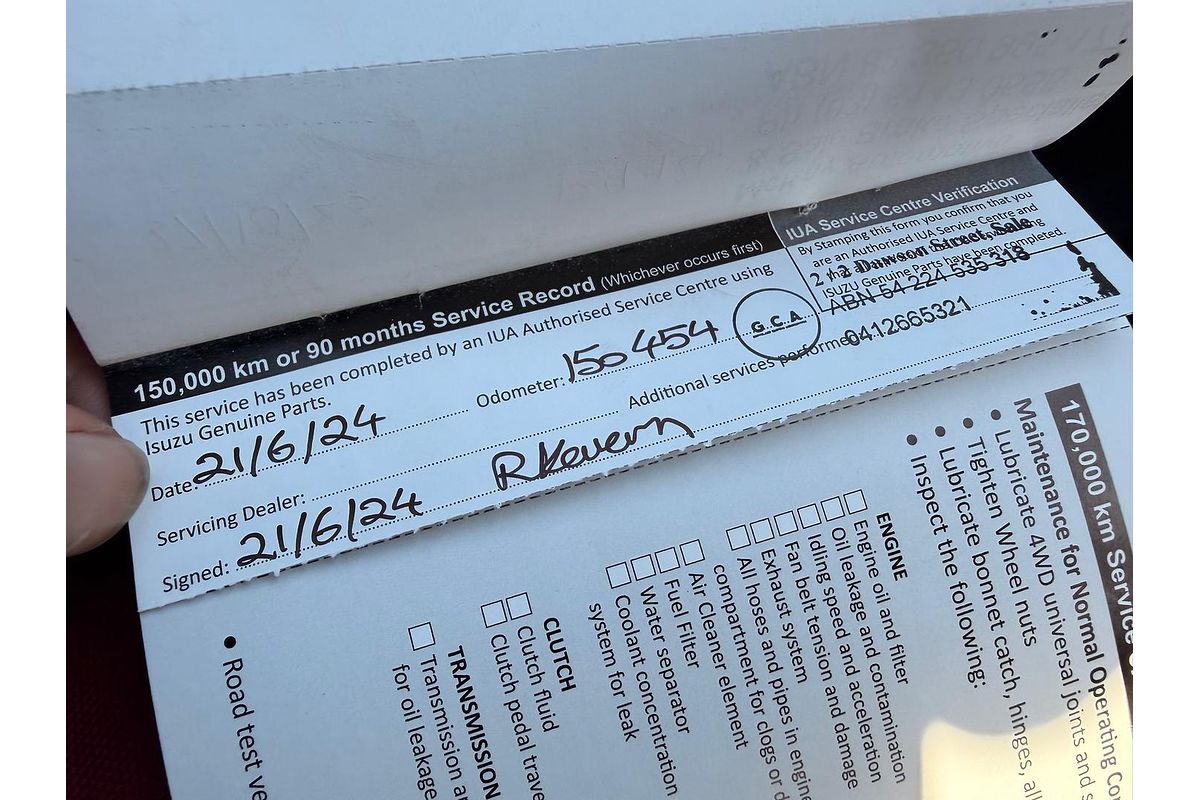 150,000 km or 90 months Service Record (Whichever occurs first)
This service has been completed by an IUA Authorised Service Centre using
Isuzu Genuine Parts.
Date: 21/6/24 Odometer: 150454
Servicing Dealer: Additional services performed
Signed: 21/6/24 RKevern
IUA Service Centre Verification
By Stamping this form you confirm that you
are an Authorised IUA Service Centre and
Dawson Street, Sale
ISUZU Genuine Parts have been completed.
ABN 54 224 535 318
G.C.A
0412665321
170,000 km Service
Maintenance for Normal Operating
• Lubricate 4WD universal joints and
• Tighten Wheel nuts
• Lubricate bonnet catch, hinges,
• Inspect the following:
ENGINE
Engine oil and filter
Oil leakage and contamination
Idling speed and acceleration
Fan belt tension and damage
Exhaust system
All hoses and pipes in engine
compartment for clogs or
Air Cleaner element
Fuel Filter
Water separator
Coolant concentration
system for leak
CLUTCH
Clutch fluid
Clutch pedal
TRANSMISSION
Transmission
for oil leakage
• Road test